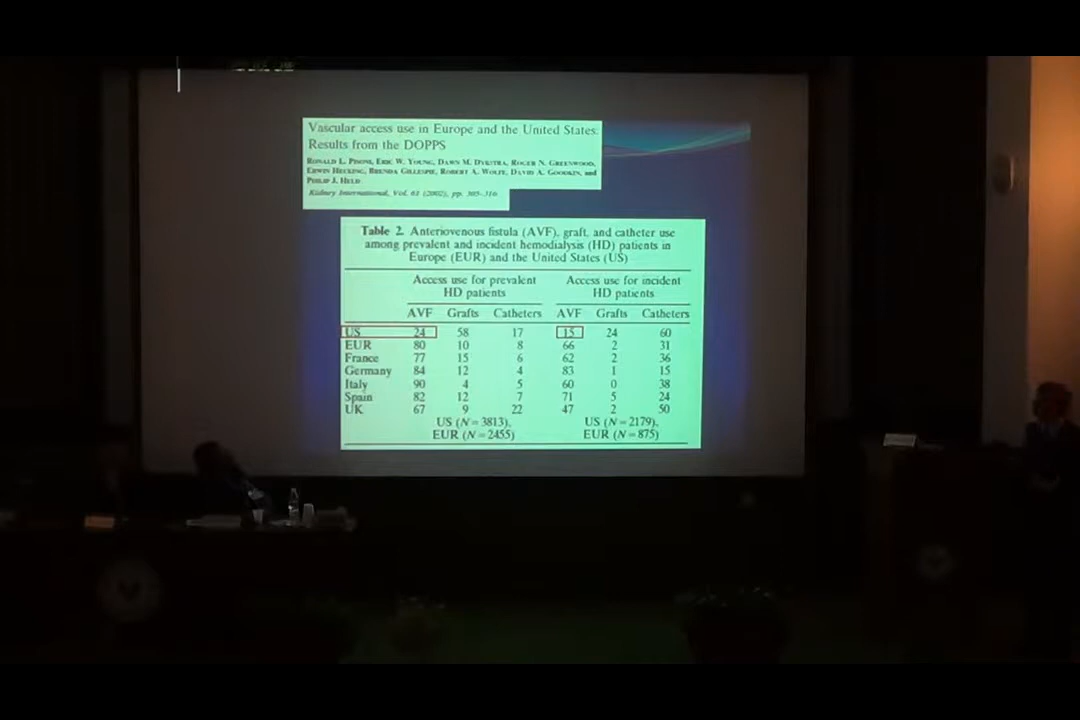 Vascular access use in Europe and the United States:
Results from the DOPPS
RONALD L. PISONI, ERIC W. YOUNG, DAWN M. DYKSTRA, ROGER N. GREENWOOD,
ERWIN HECKING, BRENDA GILLESPIE, ROBERT A. WOLFE, DAVID A. GOODKIN, and
PHILIP J. HELD
Kidney International, Vol. 61 (2002), pp. 305–316
Table 2. Anteriovenous fistula (AVF), graft, and catheter use
among prevalent and incident hemodialysis (HD) patients in
Europe (EUR) and the United States (US)
Access use for prevalent Access use for incident
HD patients HD patients
AVF Grafts Catheters AVF Grafts Catheters
US 24 58 17 15 24 60
EUR 80 10 8 66 2 31
France 77 15 6 62 2 36
Germany 84 12 4 83 1 15
Italy 90 4 5 60 0 38
Spain 82 12 7 71 5 24
UK 67 9 22 47 2 50
US (N = 3813), US (N = 2179),
EUR (N = 2455) EUR (N = 875)